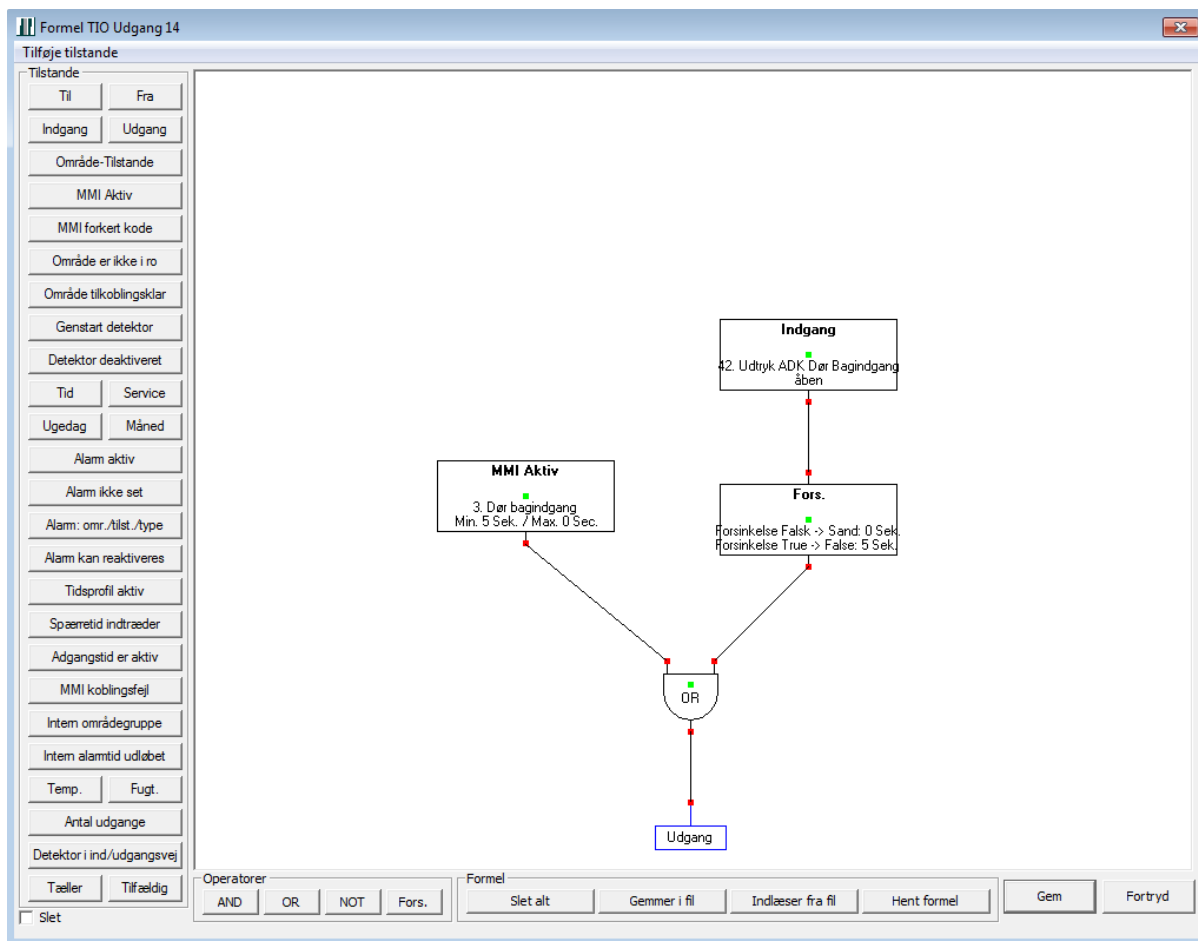 Formel TIO Udgang 14
Tilføje tilstande
Tilstande
Til Fra
Indgang Udgang
Område-Tilstande
MMI Aktiv
MMI forkert kode
Område er ikke i ro
Område tilkoblingsklar
Genstart detektor
Detektor deaktiveret
Tid Service
Ugedag Måned
Alarm aktiv
Alarm ikke set
Alarm: omr./tilst./type
Alarm kan reaktiveres
Tidsprofil aktiv
Spærretid indtræder
Adgangstid er aktiv
MMI koblingsfejl
Intern områdegruppe
Intern alarmtid udløbet
Temp. Fugt.
Antal udgange
Detektor i ind/udgangsvej
Tæller Tilfældig
Slet
Indgang
42. Udtryk ADK Dør Bagindgang
åben
MMI Aktiv
3. Dør bagindgang
Min. 5 Sek. / Max. 0 Sec.
Fors.
Forsinkelse Falsk -> Sand: 0 Sek.
Forsinkelse True -> False: 5 Sek.
OR
Udgang
Operatorer
AND OR NOT Fors.
Formel
Slet alt Gemmer i fil Indlæser fra fil Hent formel
Gem Fortryd